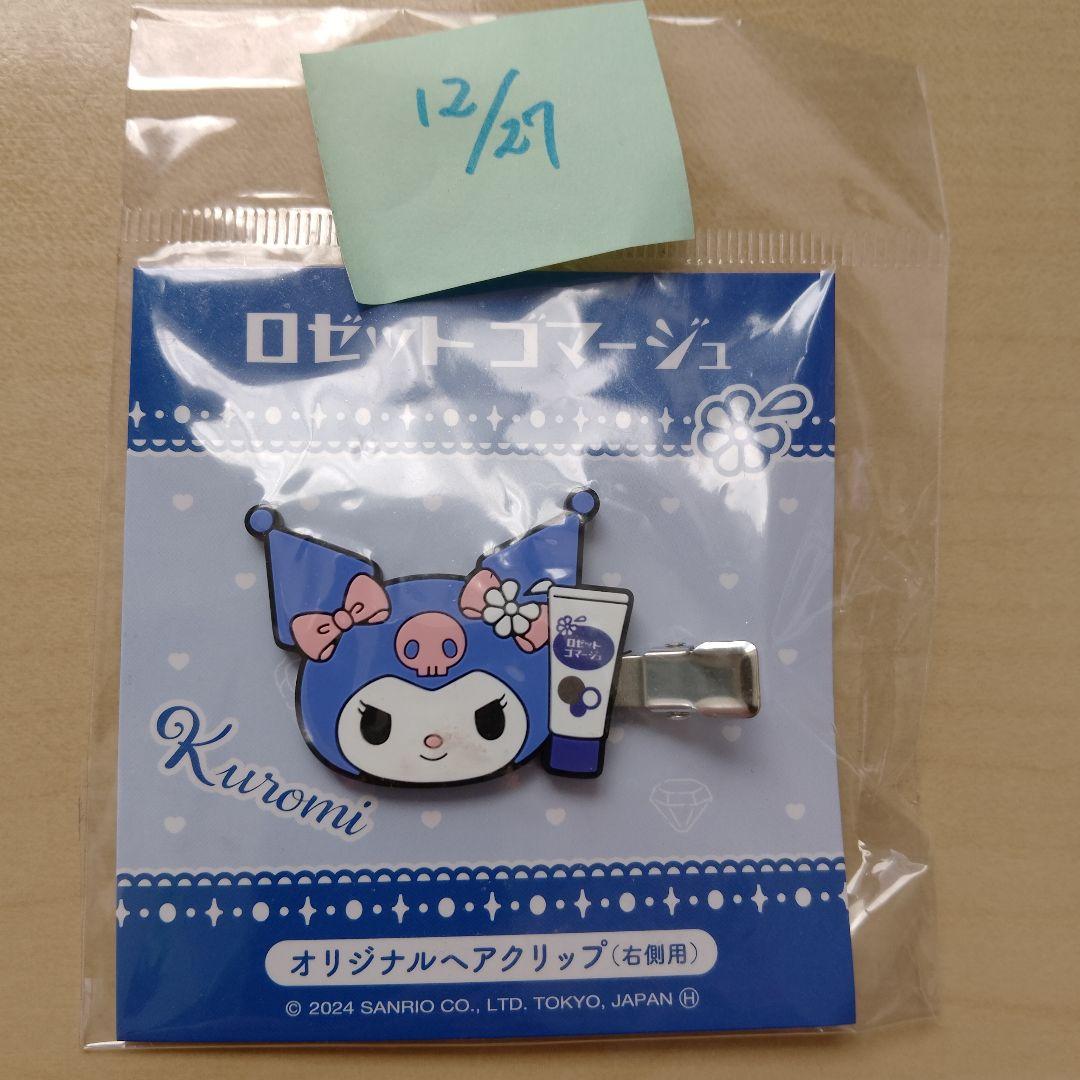 12/27
ロゼット ゴマージュ
ロゼット
ゴマージュ
Kuromi
オリジナルヘアクリップ(右側用)
© 2024 SANRIO CO., LTD. TOKYO, JAPAN Ⓗ